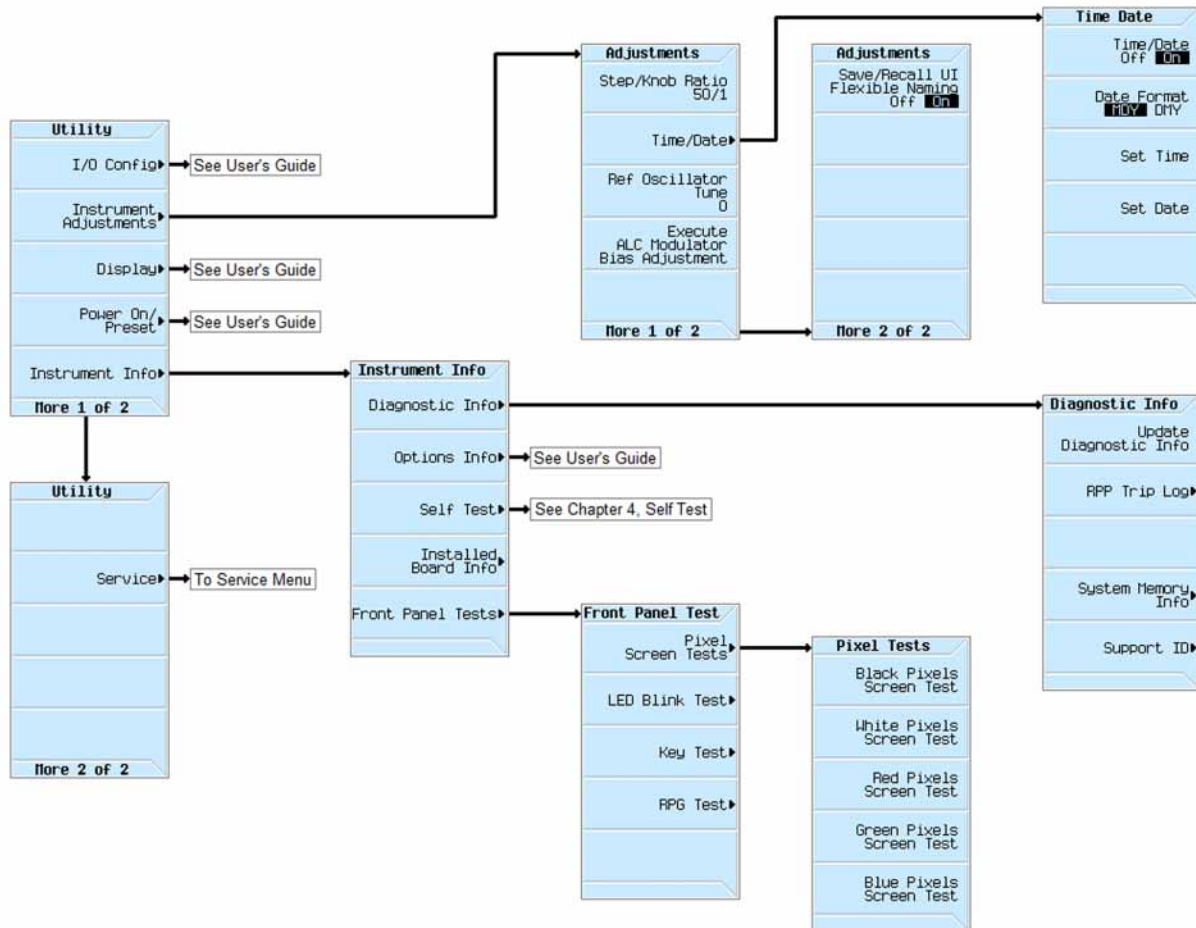 Utility
I/O Config
See User's Guide
Instrument
Adjustments
Display
See User's Guide
Power On/
Preset
See User's Guide
Instrument Info
More 1 of 2
Utility
Service
To Service Menu
More 2 of 2
Adjustments
Step/Knob Ratio
50/1
Time/Date
Ref Oscillator
Tune
0
Execute
ALC Modulator
Bias Adjustment
More 1 of 2
Adjustments
Save/Recall UI
Flexible Naming
Off On
More 2 of 2
Time Date
Time/Date
Off On
Date Format
MDY DMY
Set Time
Set Date
Instrument Info
Diagnostic Info
Options Info
See User's Guide
Self Test
See Chapter 4, Self Test
Installed
Board Info
Front Panel Tests
Front Panel Test
Pixel
Screen Tests
LED Blink Test
Key Test
RPG Test
Pixel Tests
Black Pixels
Screen Test
White Pixels
Screen Test
Red Pixels
Screen Test
Green Pixels
Screen Test
Blue Pixels
Screen Test
Diagnostic Info
Update
Diagnostic Info
RPP Trip Log
System Memory
Info
Support ID